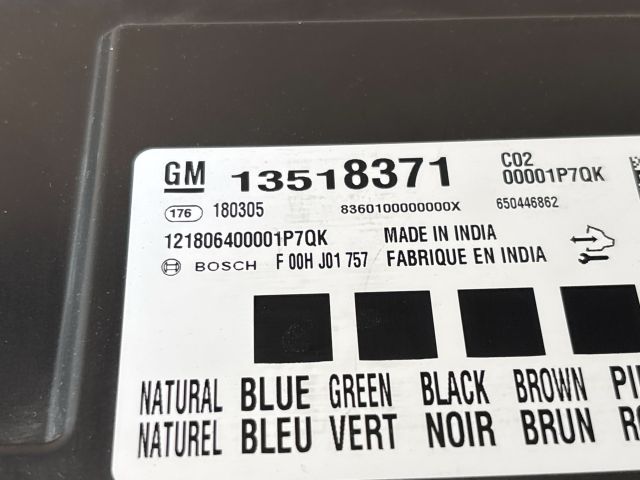 GM 13518371 C02
00001P7QK
176 180305 8360100000000X 650446862
121806400001P7QK MADE IN INDIA
BOSCH F 00H J01 757 FABRIQUE EN INDIA
NATURAL BLUE GREEN BLACK BROWN
NATUREL BLEU VERT NOIR BRUN